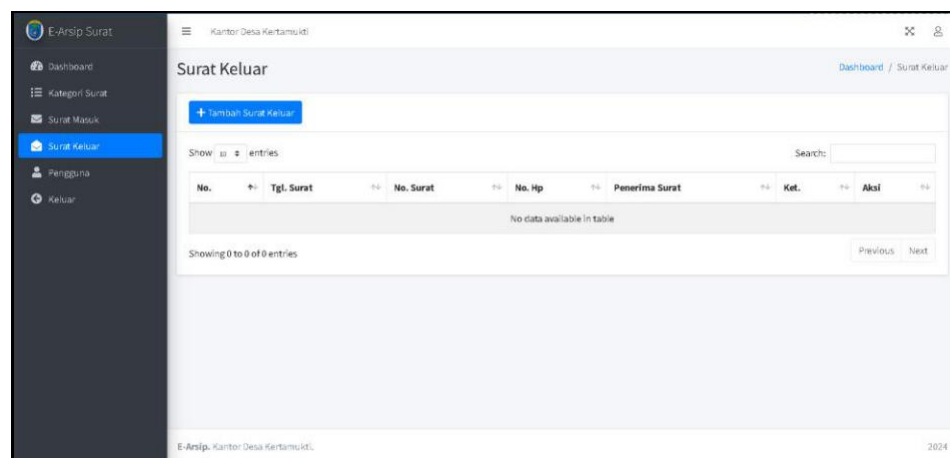 E-Arsip Surat
Kantor Desa Kertamukti
Dashboard
Kategori Surat
Surat Masuk
Surat Keluar
Pengguna
Keluar
Surat Keluar
Dashboard / Surat Keluar
+ Tambah Surat Keluar
Show 10 entries
Search:
No. Tgl. Surat No. Surat No. Hp Penerima Surat Ket. Aksi
No data available in table
Showing 0 to 0 of 0 entries
Previous Next
E-Arsip. Kantor Desa Kertamukti.
2024